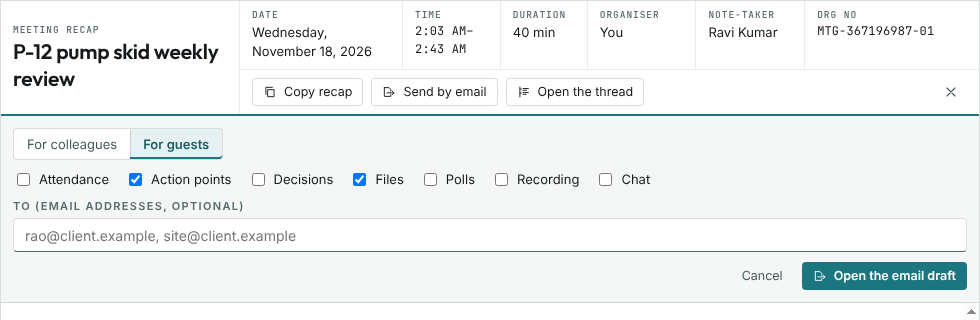 MEETING RECAP
P-12 pump skid weekly
review
DATE
Wednesday,
November 18, 2026
TIME
2:03 AM–
2:43 AM
DURATION
40 min
ORGANISER
You
NOTE-TAKER
Ravi Kumar
DRG NO
MTG-367196987-01
Copy recap
Send by email
Open the thread
For colleagues
For guests
Attendance
Action points
Decisions
Files
Polls
Recording
Chat
TO (EMAIL ADDRESSES, OPTIONAL)
rao@client.example, site@client.example
Cancel
Open the email draft